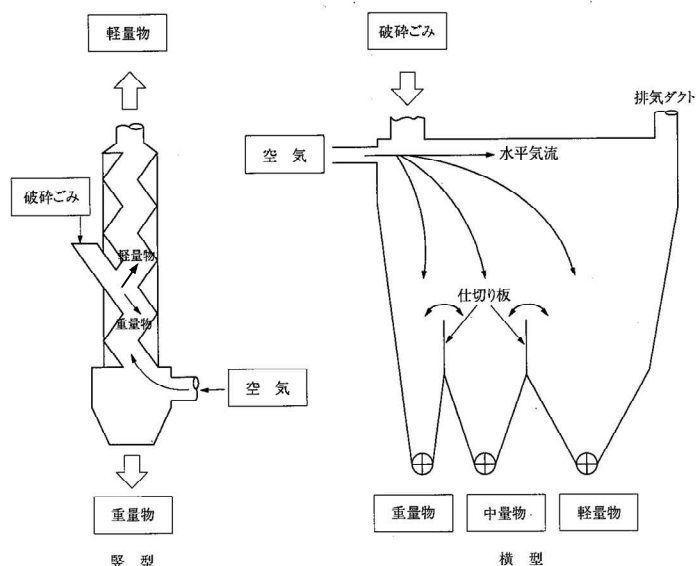 軽量物
破砕ごみ
軽量物
重量物
空 気
重量物
竪 型
破砕ごみ
排気ダクト
空 気
水平気流
仕切り板
重量物
中量物
軽量物
横 型